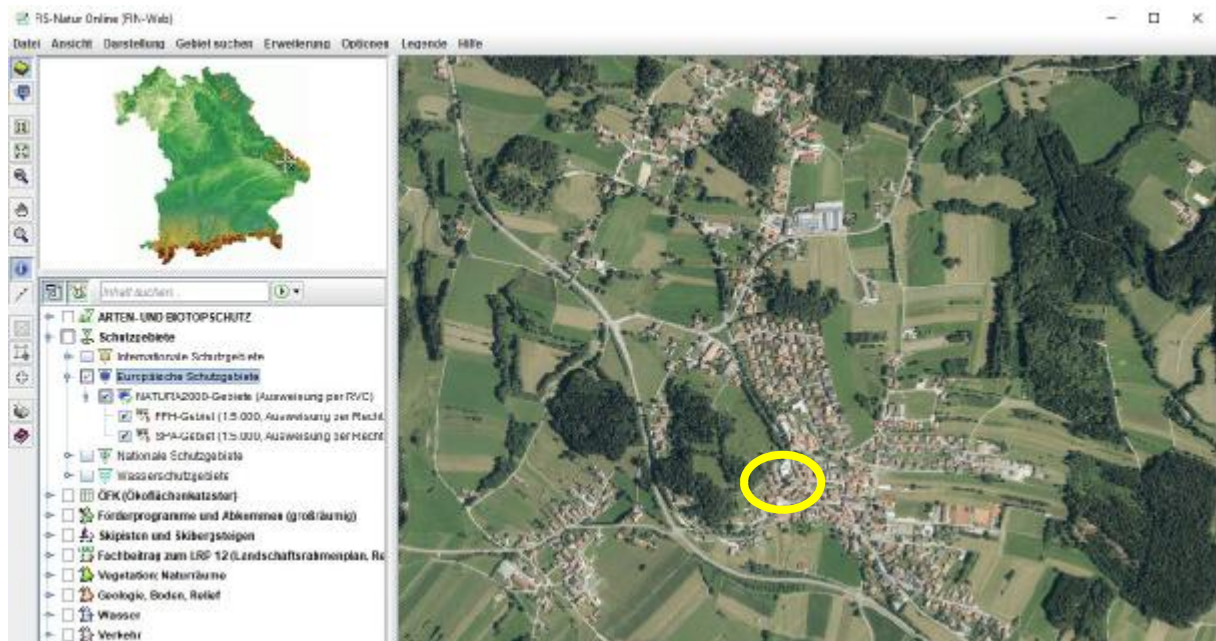 FIS-Natur Online (FIN-Web)
Datei Ansicht Darstellung Gebiet suchen Erweiterung Optionen Legende Hilfe
Inhalt suchen...
ARTEN- UND BIOTOPSCHUTZ
Schutzgebiete
Internationale Schutzgebiete
Europäische Schutzgebiete
NATURA2000-Gebiete (Ausweisung per RVO)
FFH-Gebiet (1:5.000, Ausweisung per Recht
SPA-Gebiet (1:5.000, Ausweisung per Recht
Nationale Schutzgebiete
Wasserschutzgebiete
ÖFK (Ökoflächenkataster)
Förderprogramme und Abkommen (großräumig)
Skipisten und Skibergsteigen
Fachbeitrag zum LRP 12 (Landschaftsrahmenplan, Re
Vegetation; Naturräume
Geologie, Boden, Relief
Wasser
Verkehr